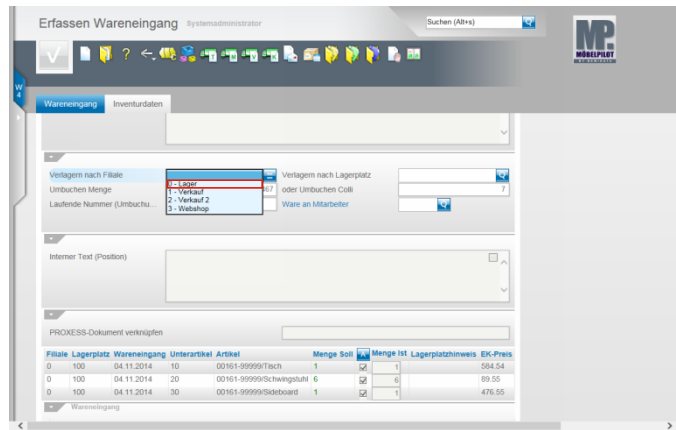 Erfassen Wareneingang Systemadministrator
Suchen (Alt+s)
MP
MÖBELPILOT
W
4
Wareneingang Inventurdaten
Verlagern nach Filiale Verlagern nach Lagerplatz
0 - Lager
1 - Verkauf
2 - Verkauf 2
3 - Webshop
Umbuchen Menge 67 oder Umbuchen Colli 7
Laufende Nummer (Umbuchu... Ware an Mitarbeiter
Interner Text (Position)
PROXESS-Dokument verknüpfen
Filiale Lagerplatz Wareneingang Unterartikel Artikel Menge Soll "A" Menge Ist Lagerplatzhinweis EK-Preis
0 100 04.11.2014 10 00161-99999/Tisch 1 1 584.54
0 100 04.11.2014 20 00161-99999/Schwingstuhl 6 6 89.55
0 100 04.11.2014 30 00161-99999/Sideboard 1 1 476.55
Wareneingang